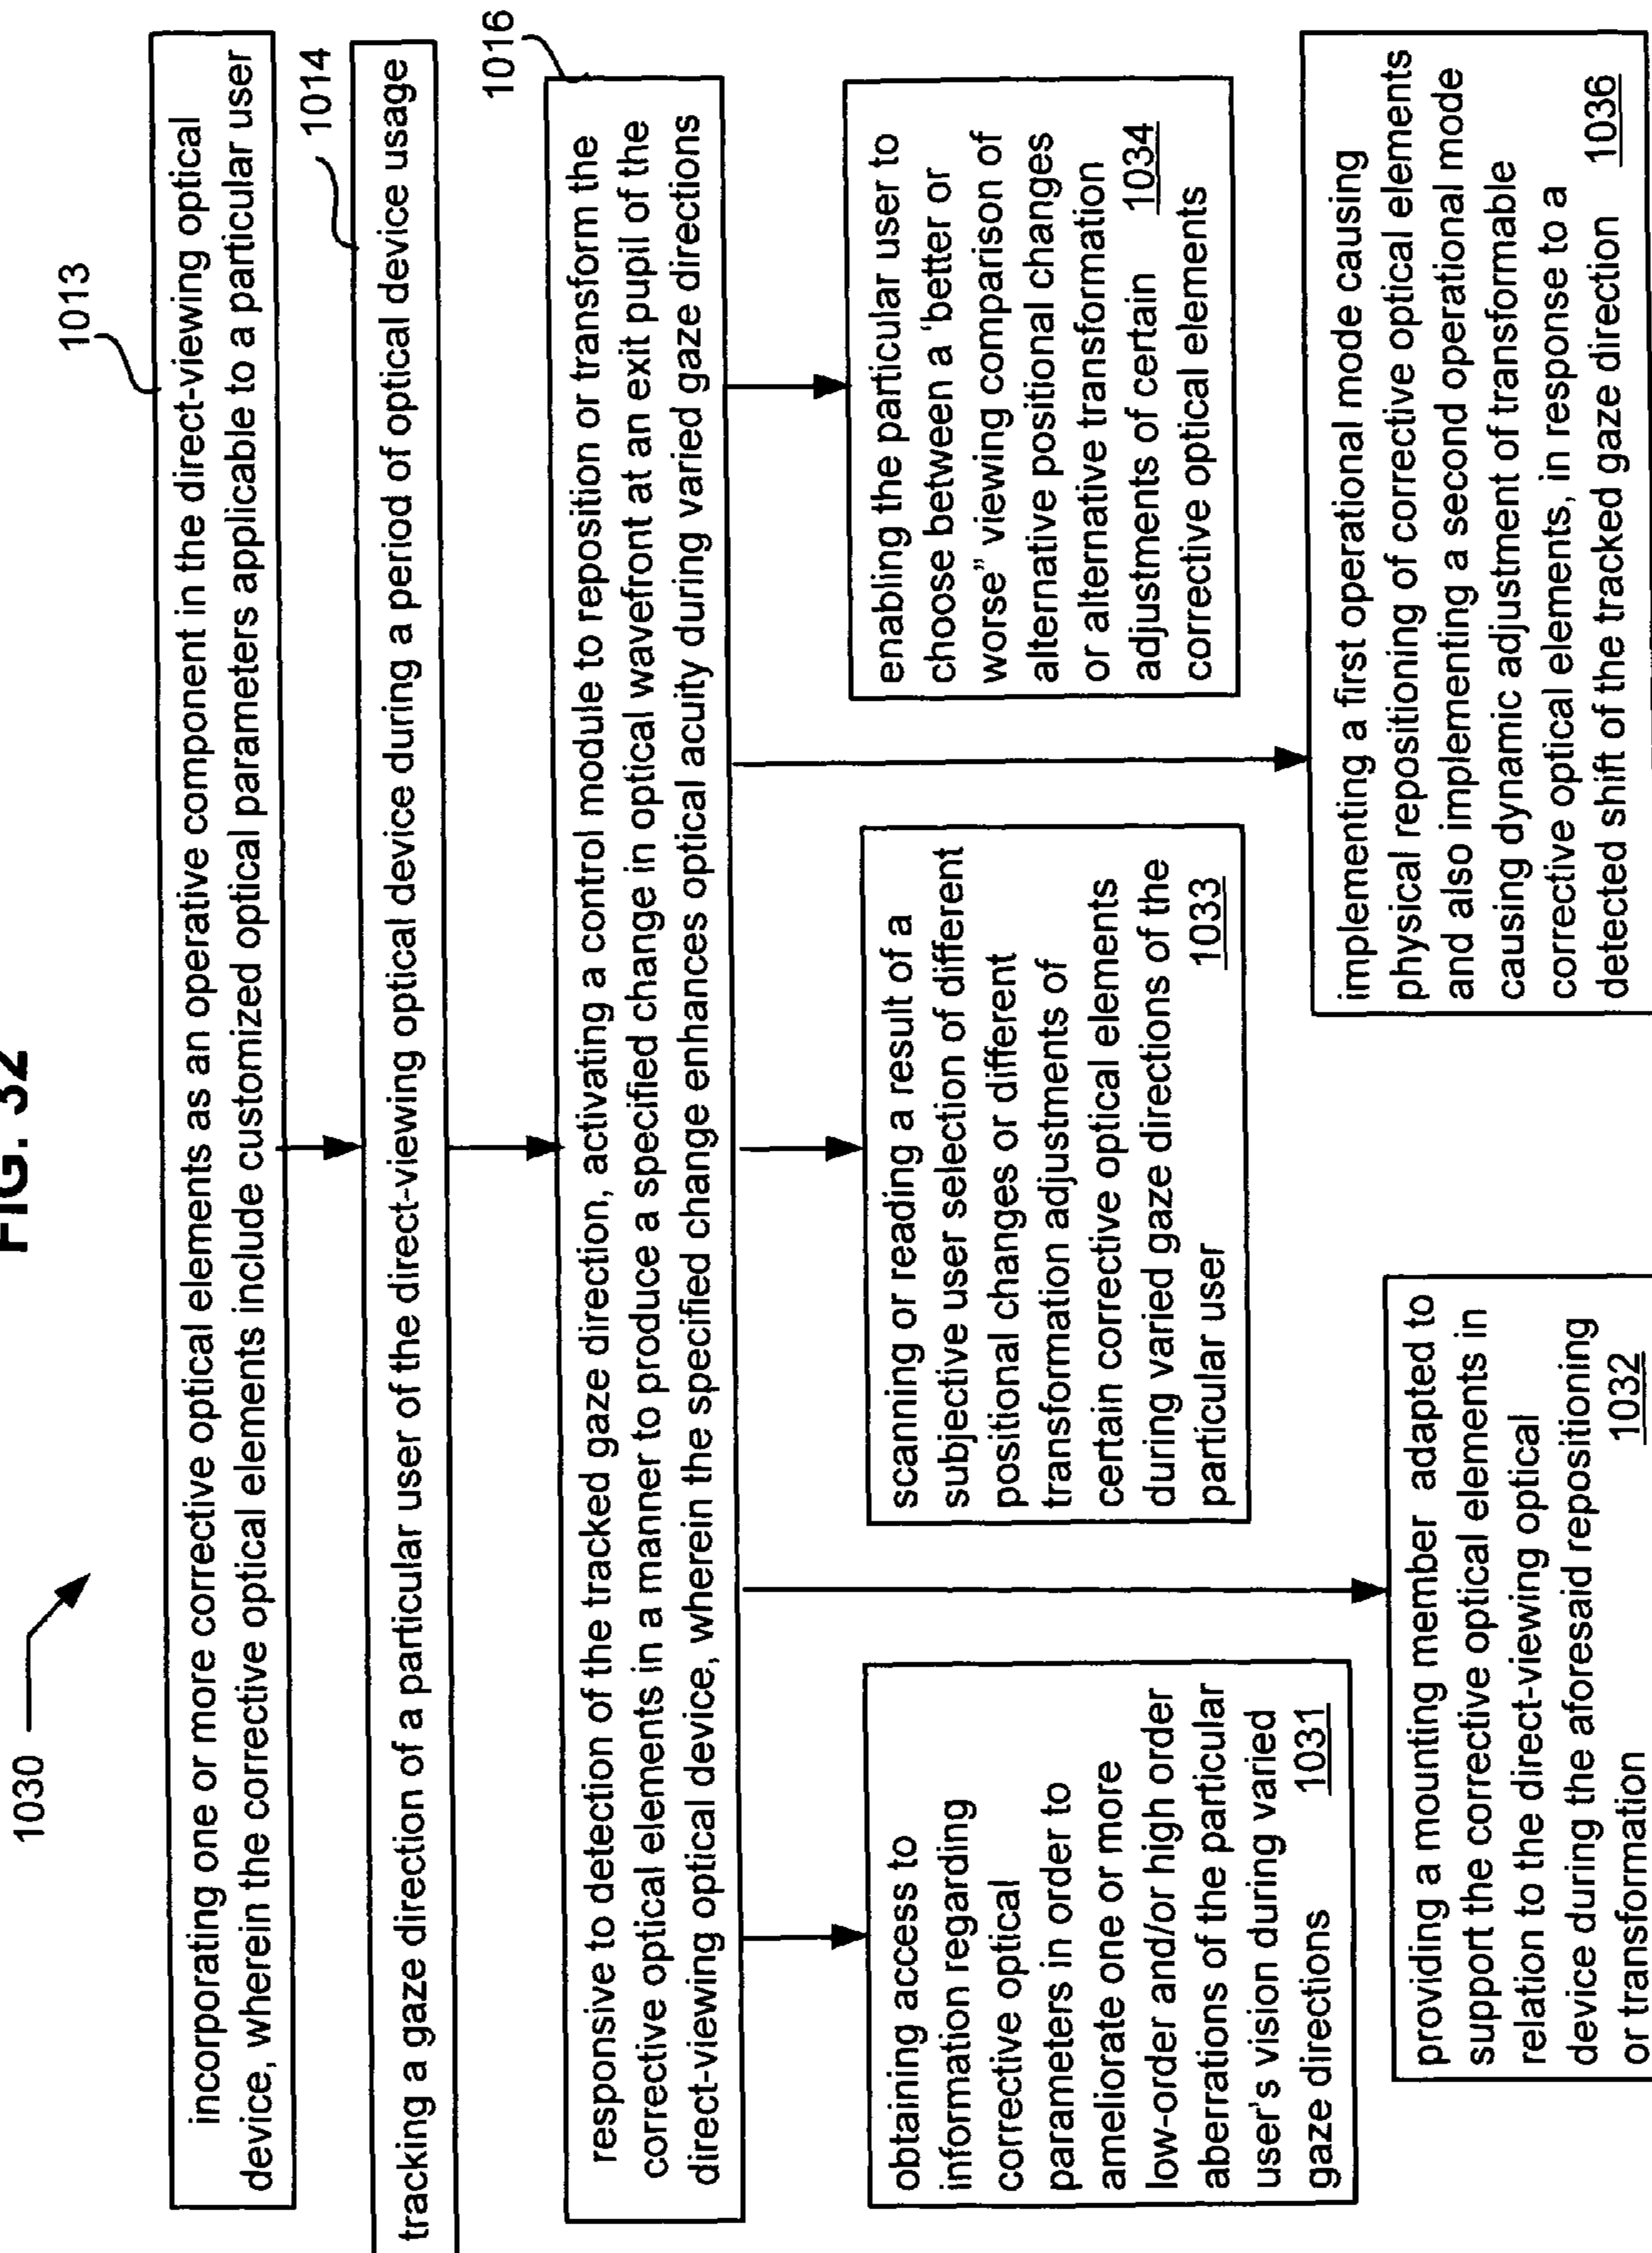 FIG. 32
1030
1013
incorporating one or more corrective optical elements as an operative component in the direct-viewing optical
device, wherein the corrective optical elements include customized optical parameters applicable to a particular user
1014
tracking a gaze direction of a particular user of the direct-viewing optical device during a period of optical device usage
1016
responsive to detection of the tracked gaze direction, activating a control module to reposition or transform the
corrective optical elements in a manner to produce a specified change in optical wavefront at an exit pupil of the
direct-viewing optical device, wherein the specified change enhances optical acuity during varied gaze directions
obtaining access to
information regarding
corrective optical
parameters in order to
ameliorate one or more
low-order and/or high order
aberrations of the particular
user's vision during varied
gaze directions 1031
scanning or reading a result of a
subjective user selection of different
positional changes or different
transformation adjustments of
certain corrective optical elements
during varied gaze directions of the
particular user 1033
enabling the particular user to
choose between a 'better or
worse" viewing comparison of
alternative positional changes
or alternative transformation
adjustments of certain 1034
corrective optical elements
providing a mounting member adapted to
support the corrective optical elements in
relation to the direct-viewing optical
device during the aforesaid repositioning
or transformation 1032
implementing a first operational mode causing
physical repositioning of corrective optical elements
and also implementing a second operational mode
causing dynamic adjustment of transformable
corrective optical elements, in response to a
detected shift of the tracked gaze direction 1036